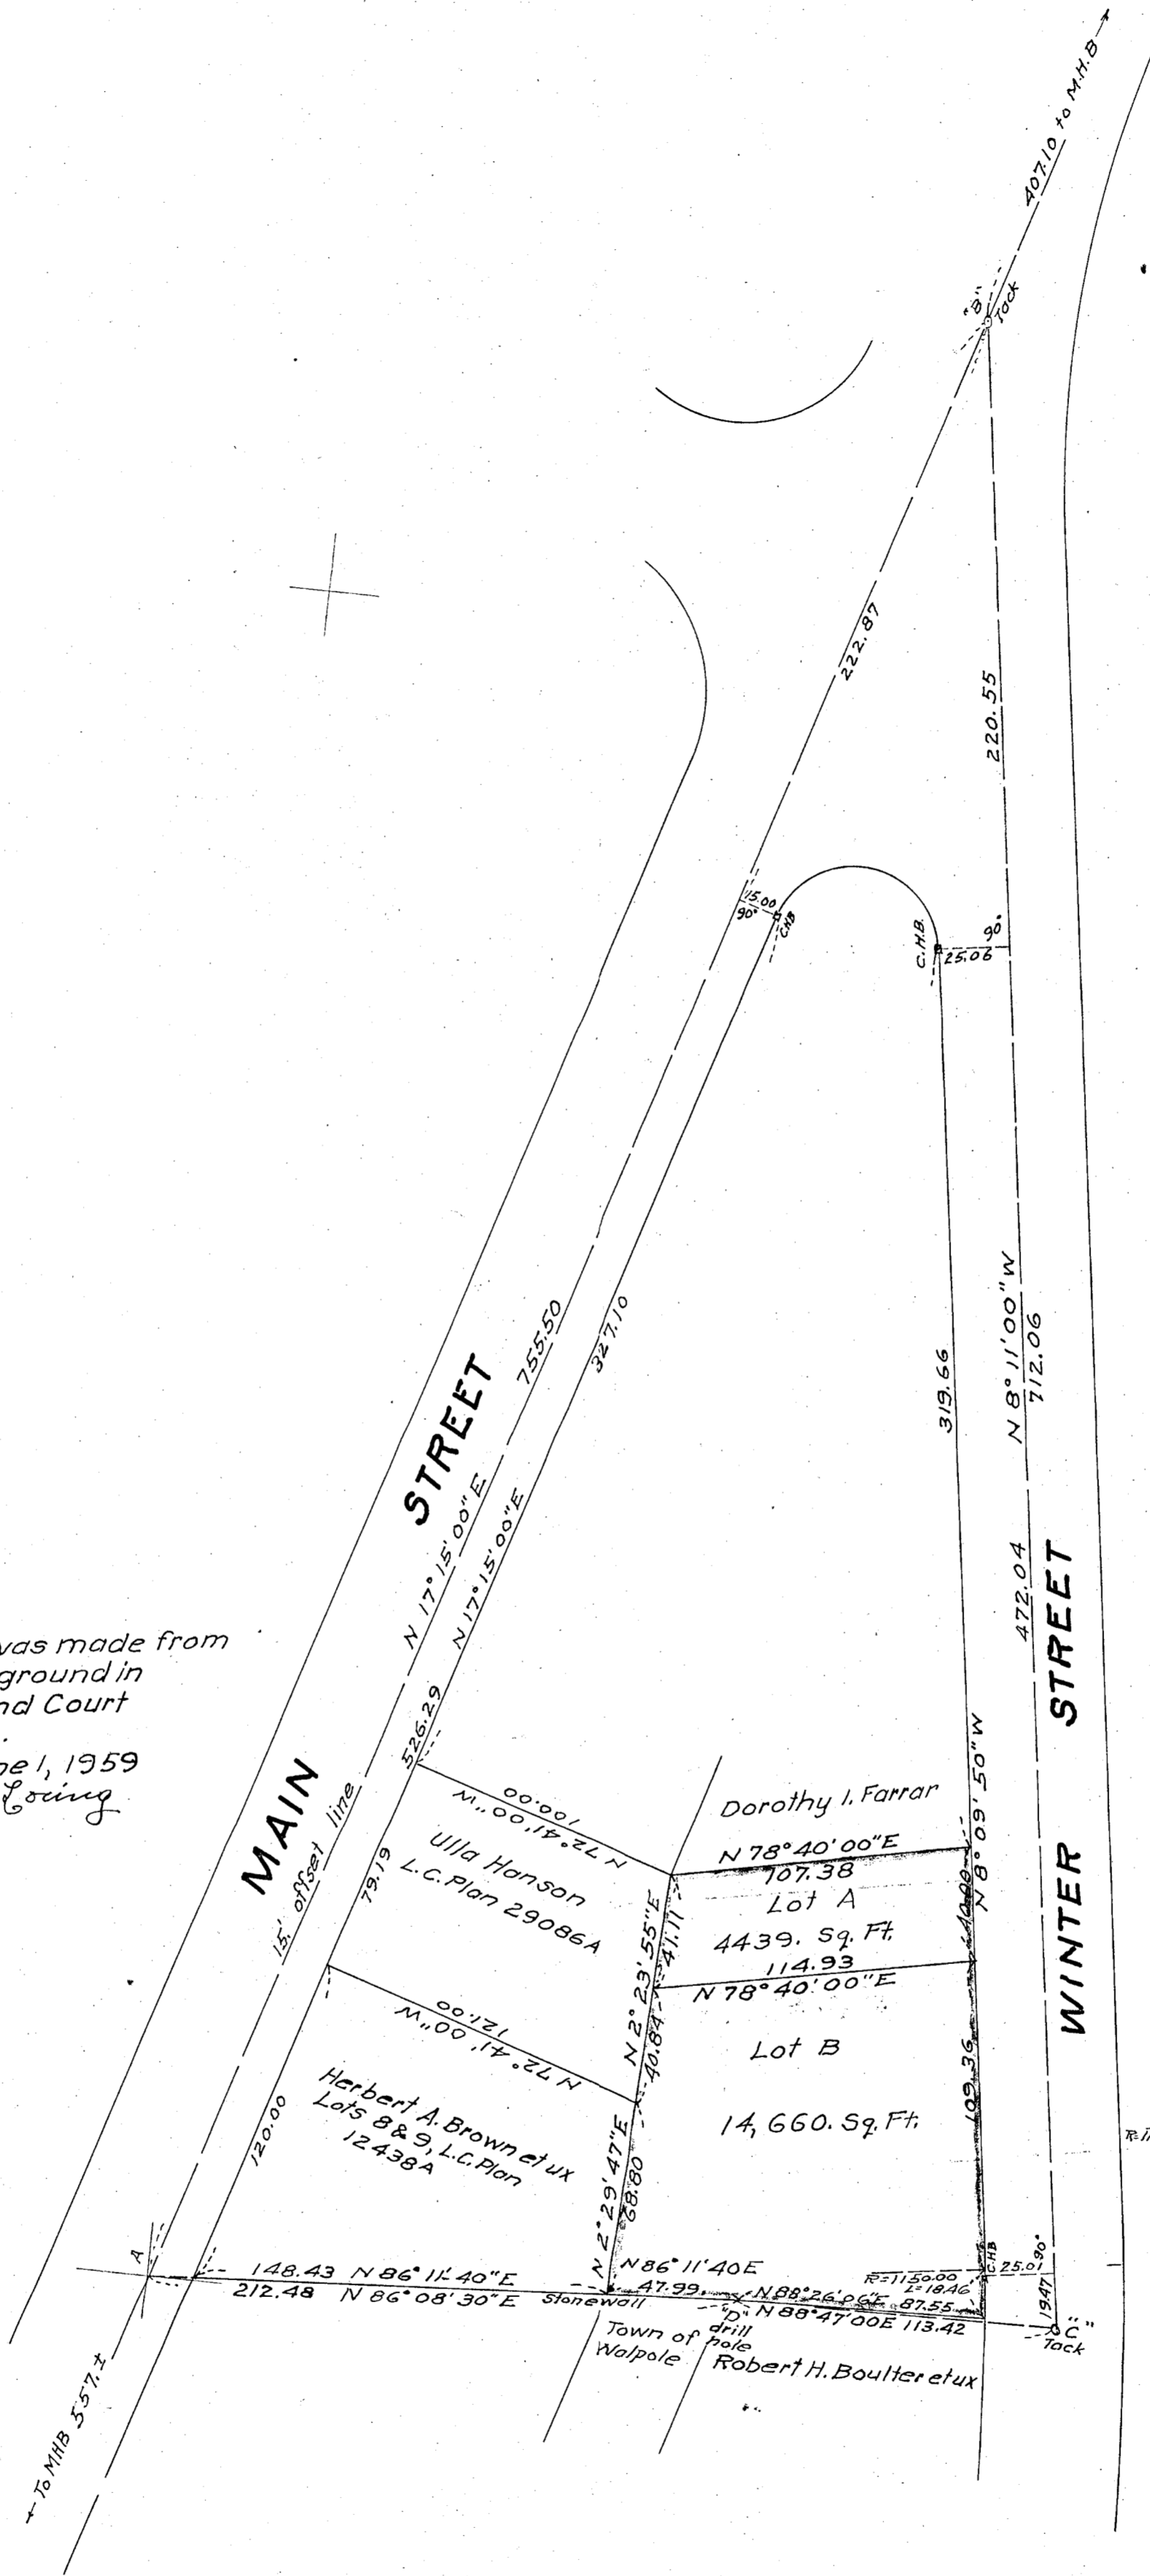 407.10 to M.H.B
"B"
Tack
222.87
220.55
15.00
90°
CHB
C.H.B.
90°
25.06
755.50
327.10
319.66
N 8° 11' 00" W
712.06
472.04
MAIN STREET
N 17° 15' 00" E
N 17° 15' 00" E
526.29
15' offset line
WINTER STREET
N 8° 09' 50" W
was made from
ground in
nd Court
ne 1, 1959
Loring
79.19
100.00
N 72° 41' 00" W
Ulla Hanson
L.C. Plan 29086A
Dorothy I. Farrar
N 78° 40' 00" E
107.38
Lot A
4439. Sq. Ft.
114.93
N 78° 40' 00" E
40.00
N 2° 23' 55" E
41.11
40.84
121.00
N 72° 41' 00" W
Herbert A. Brown et ux
Lots 8 & 9, L.C. Plan
12438A
120.00
Lot B
14,660. Sq. Ft.
109.36
N 2° 29' 47" E
68.80
A
148.43 N 86° 11' 40" E
212.48 N 86° 08' 30" E
Stonewall
N 86° 11' 40 E
47.99
N 88° 26' 06" E 87.55
N 88° 47' 00 E 113.42
R=1150.00
L=18.46
CHB
25.01
90°
19.47
"C"
Tack
"D"
drill
hole
Town of
Walpole
Robert H. Boulter et ux
To MHB 557.±